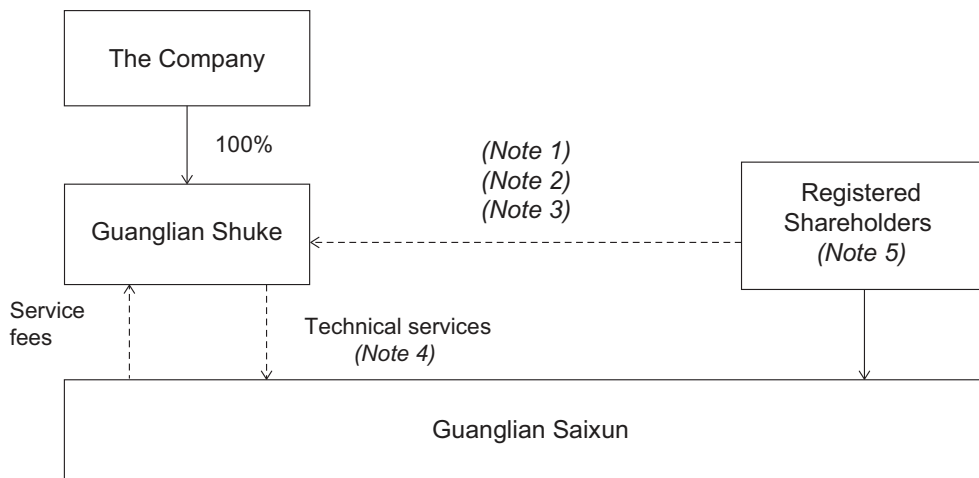 The Company
100%
(Note 1)
(Note 2)
(Note 3)
Guanglian Shuke
Registered
Shareholders
(Note 5)
Service
fees
Technical services
(Note 4)
Guanglian Saixun